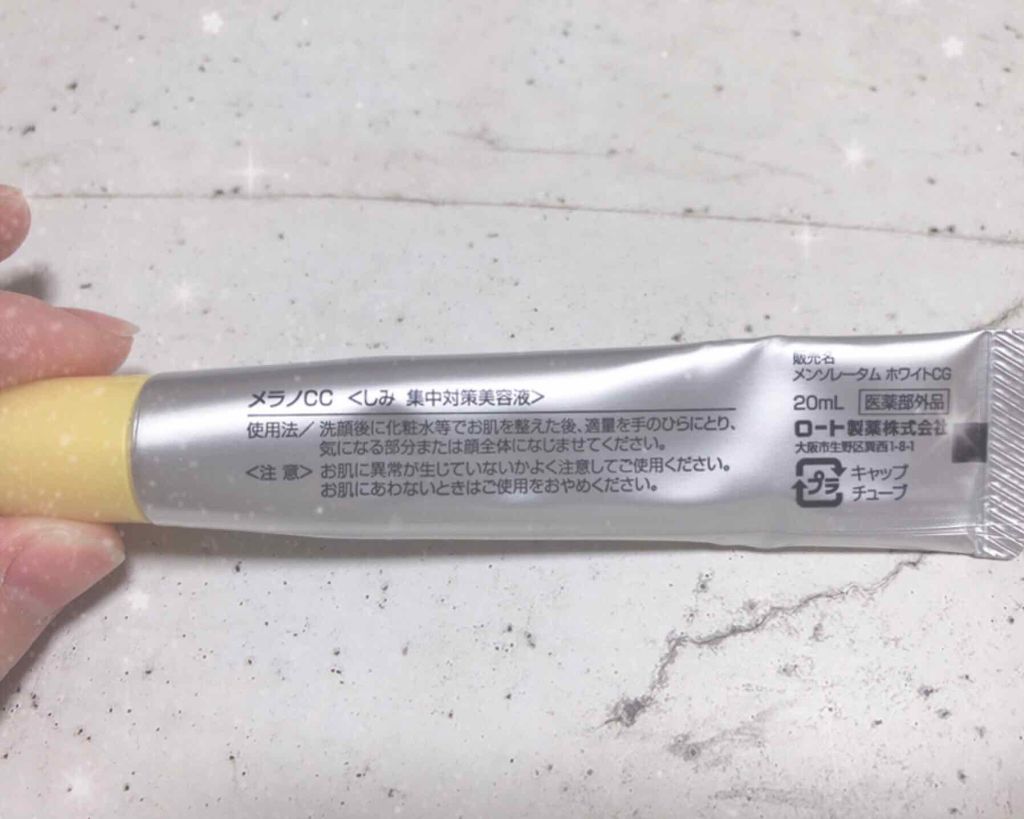 メラノCC <しみ 集中対策美容液>
使用法/ 洗顔後に化粧水等でお肌を整えた後、適量を手のひらにとり、
気になる部分または顔全体になじませてください。
<注 意> お肌に異常が生じていないかよく注意してご使用ください。
お肌にあわないときはご使用をおやめください。
販売名
メンソレータム ホワイトCG
20mL 医薬部外品
ロート製薬株式会社
大阪市生野区巽西1-8-1
プラ
キャップ
チューブ